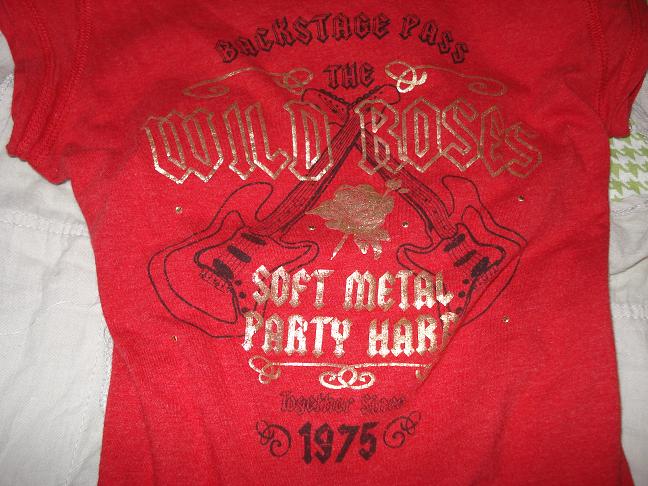 BACKSTAGE PASS
THE
WILD ROSES
SOFT METAL
PARTY HARD
Together Since
1975